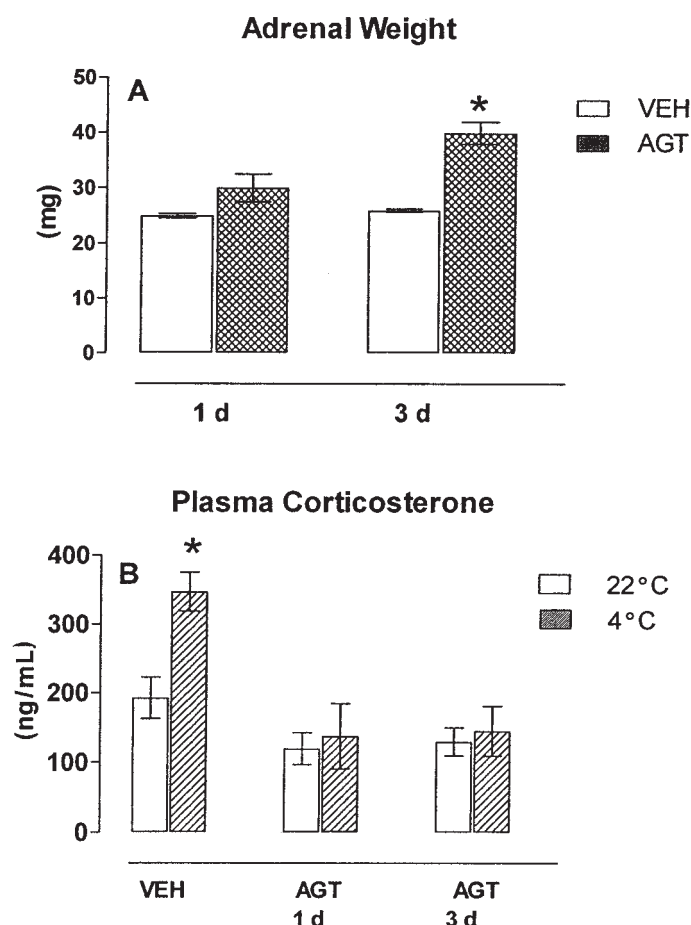 Adrenal Weight
A
50
40
30
20
10
0
(mg)
*
VEH
AGT
1 d
3 d
Plasma Corticosterone
B
400
300
200
100
0
(ng/mL)
*
22°C
4°C
VEH
AGT
1 d
AGT
3 d